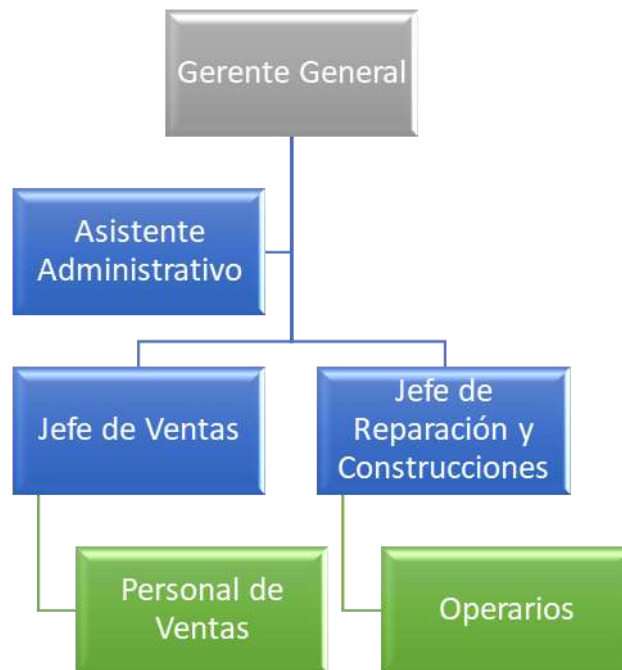 Gerente General
Asistente
Administrativo
Jefe de Ventas
Jefe de
Reparación y
Construcciones
Personal de
Ventas
Operarios